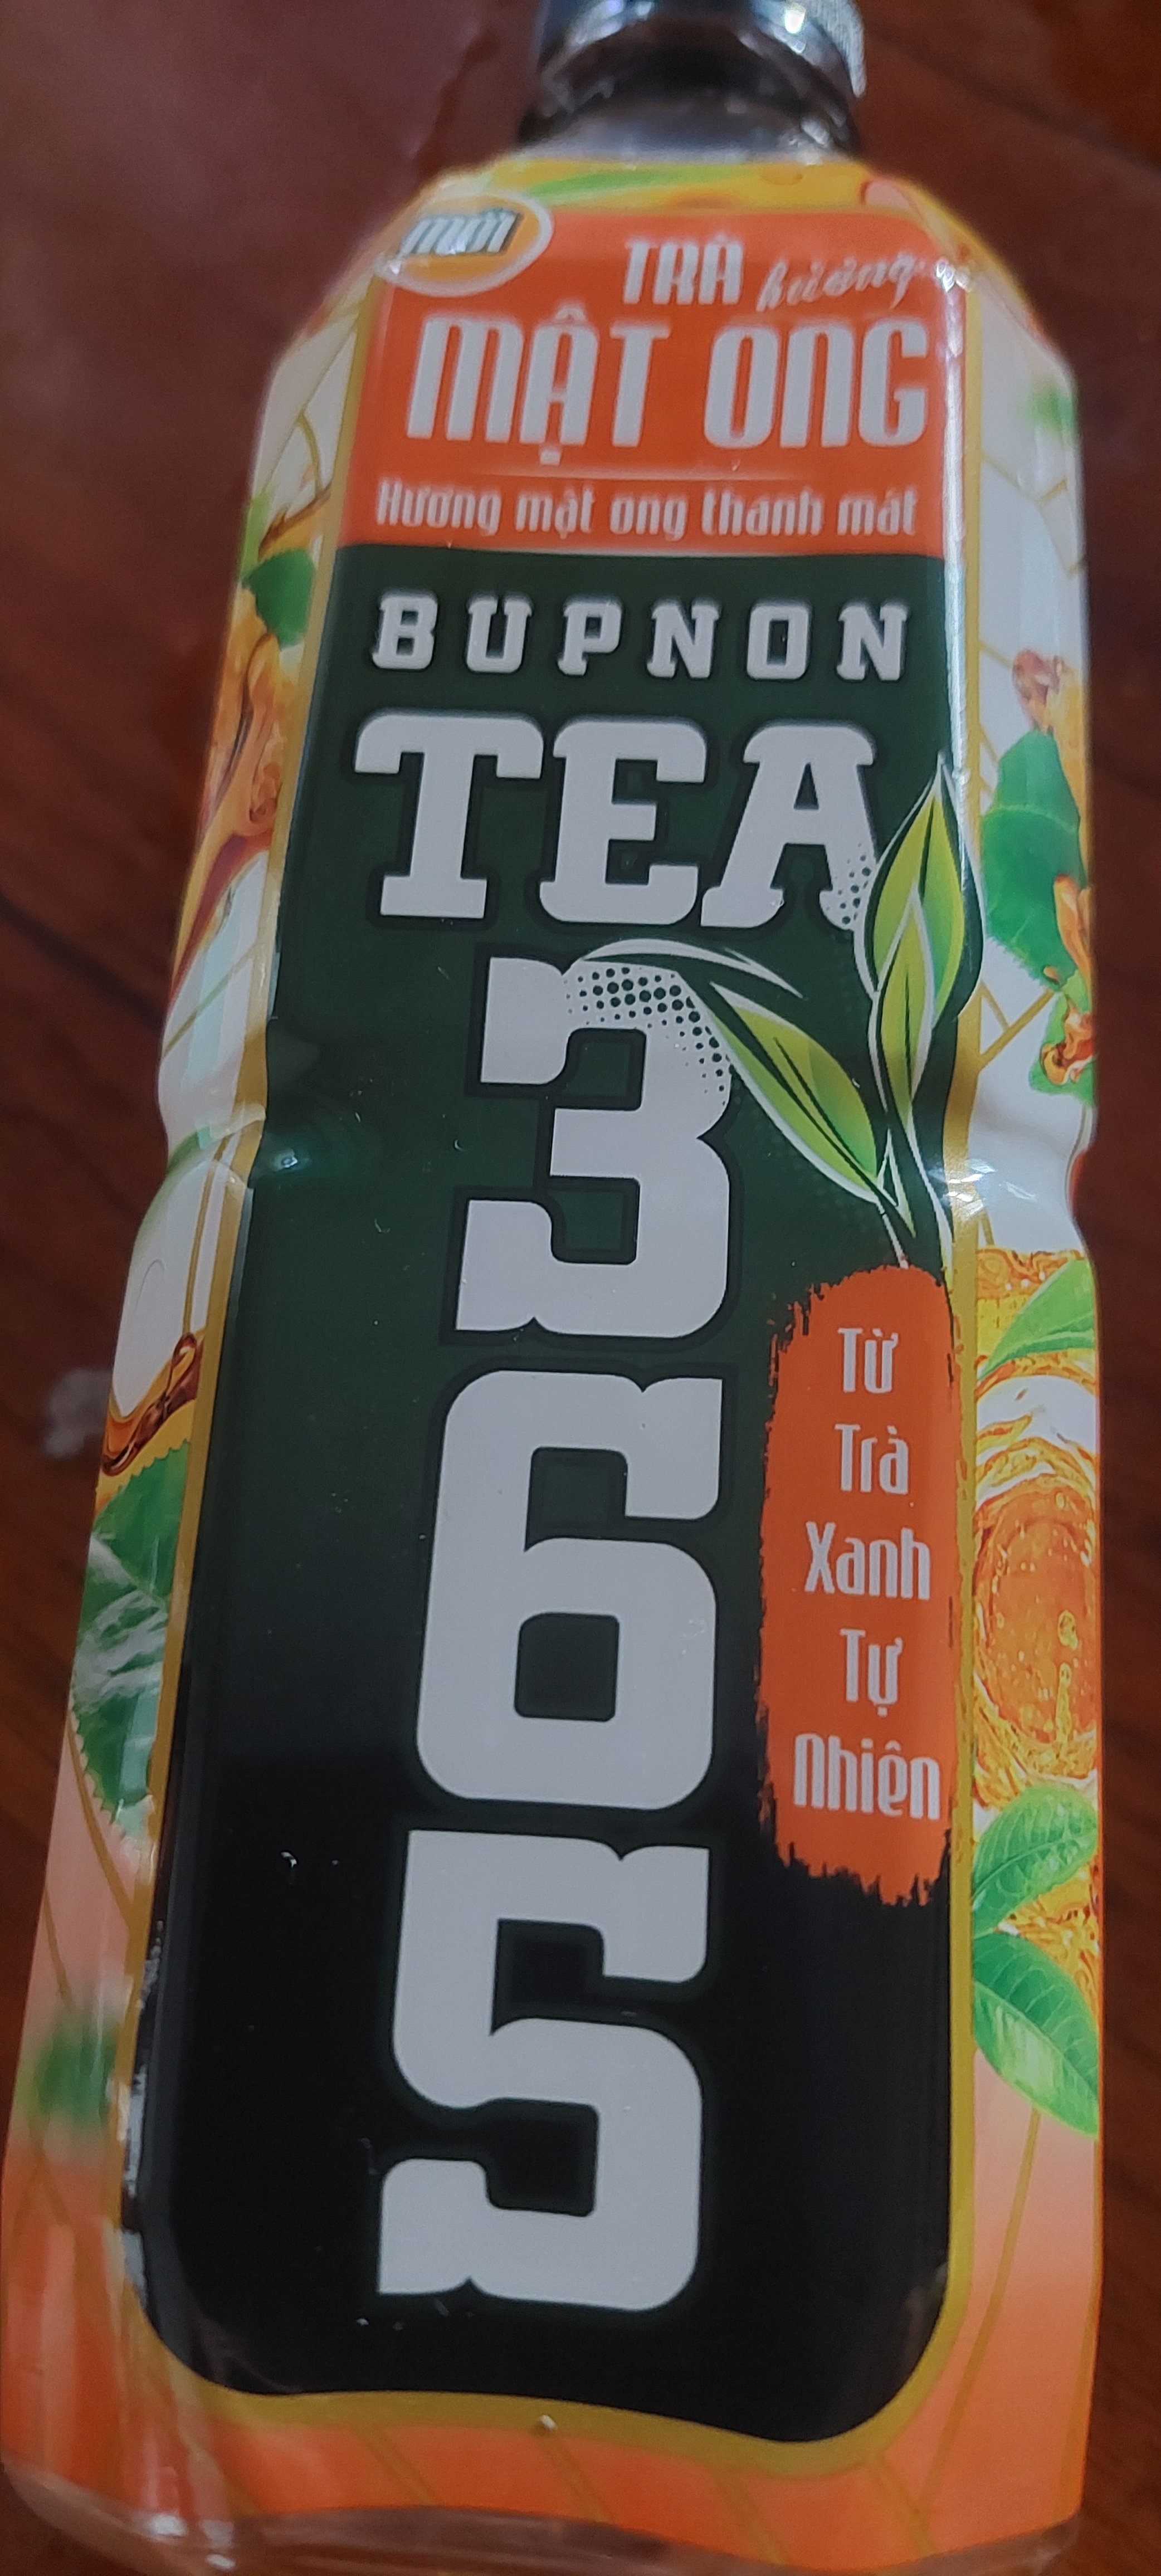 mới
TRÀ hương
MẬT ONG
Hương mật ong thanh mát
BUPNON
TEA
3
6
5
Từ
Trà
Xanh
Tự
Nhiên